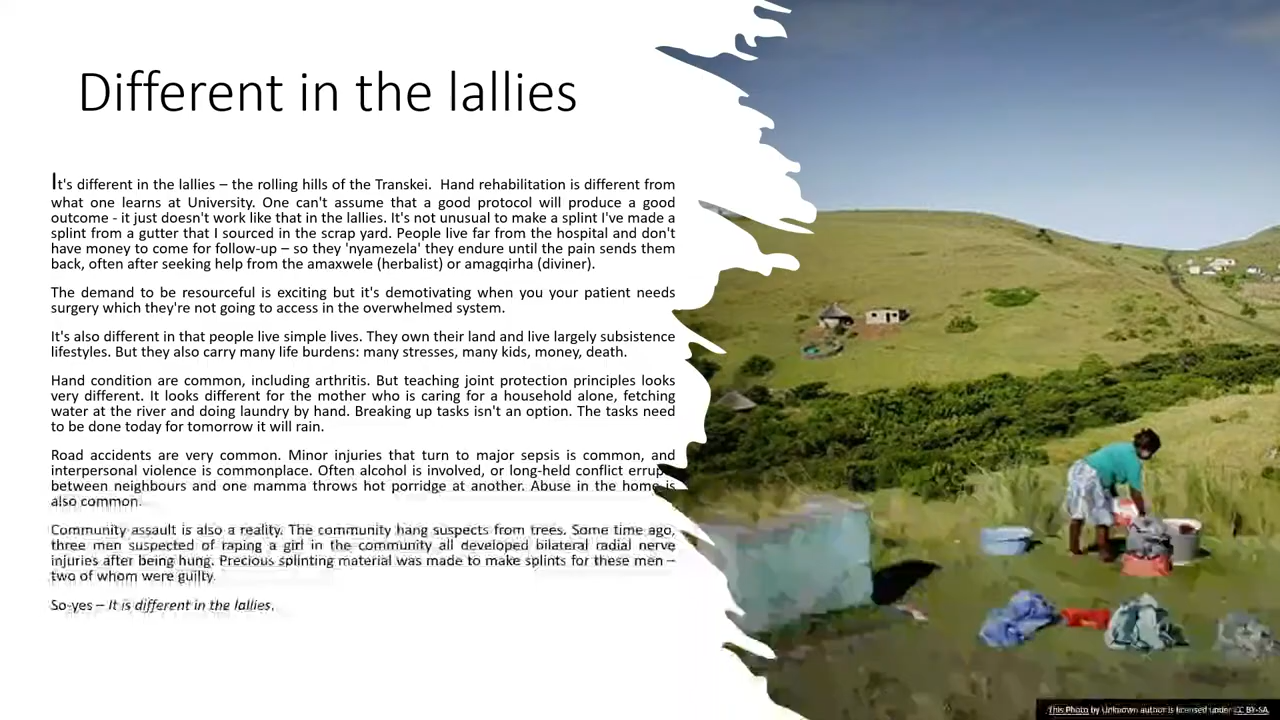 Different in the lallies
It's different in the lallies – the rolling hills of the Transkei. Hand rehabilitation is different from
what one learns at University. One can't assume that a good protocol will produce a good
outcome - it just doesn't work like that in the lallies. It's not unusual to make a splint I've made a
splint from a gutter that I sourced in the scrap yard. People live far from the hospital and don't
have money to come for follow-up – so they 'nyamezela' they endure until the pain sends them
back, often after seeking help from the amaxwele (herbalist) or amagqirha (diviner).
The demand to be resourceful is exciting but it's demotivating when you your patient needs
surgery which they're not going to access in the overwhelmed system.
It's also different in that people live simple lives. They own their land and live largely subsistence
lifestyles. But they also carry many life burdens: many stresses, many kids, money, death.
Hand condition are common, including arthritis. But teaching joint protection principles looks
very different. It looks different for the mother who is caring for a household alone, fetching
water at the river and doing laundry by hand. Breaking up tasks isn't an option. The tasks need
to be done today for tomorrow it will rain.
Road accidents are very common. Minor injuries that turn to major sepsis is common, and
interpersonal violence is commonplace. Often alcohol is involved, or long-held conflict errupts
between neighbours and one mamma throws hot porridge at another. Abuse in the home is
also common.
Community assault is also a reality. The community hang suspects from trees. Some time ago,
three men suspected of raping a girl in the community all developed bilateral radial nerve
injuries after being hung. Precious splinting material was made to make splints for these men –
two of whom were guilty.
So yes – It is different in the lallies.
This Photo by Unknown author is licensed under CC BY-SA.